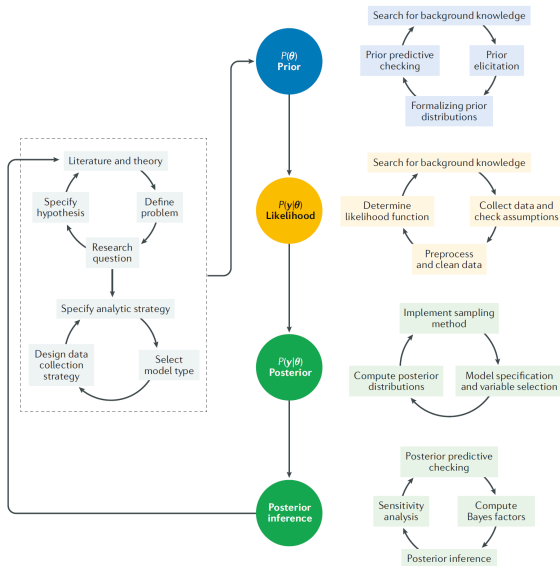 Literature and theory
Specify
hypothesis
Define
problem
Research
question
Specify analytic strategy
Design data
collection
strategy
Select
model type
P(θ)
Prior
P(y|θ)
Likelihood
P(y|θ)
Posterior
Posterior
inference
Search for background knowledge
Prior predictive
checking
Prior
elicitation
Formalizing prior
distributions
Search for background knowledge
Determine
likelihood function
Collect data and
check assumptions
Preprocess
and clean data
Implement sampling
method
Compute posterior
distributions
Model specification
and variable selection
Posterior predictive
checking
Sensitivity
analysis
Compute
Bayes factors
Posterior inference